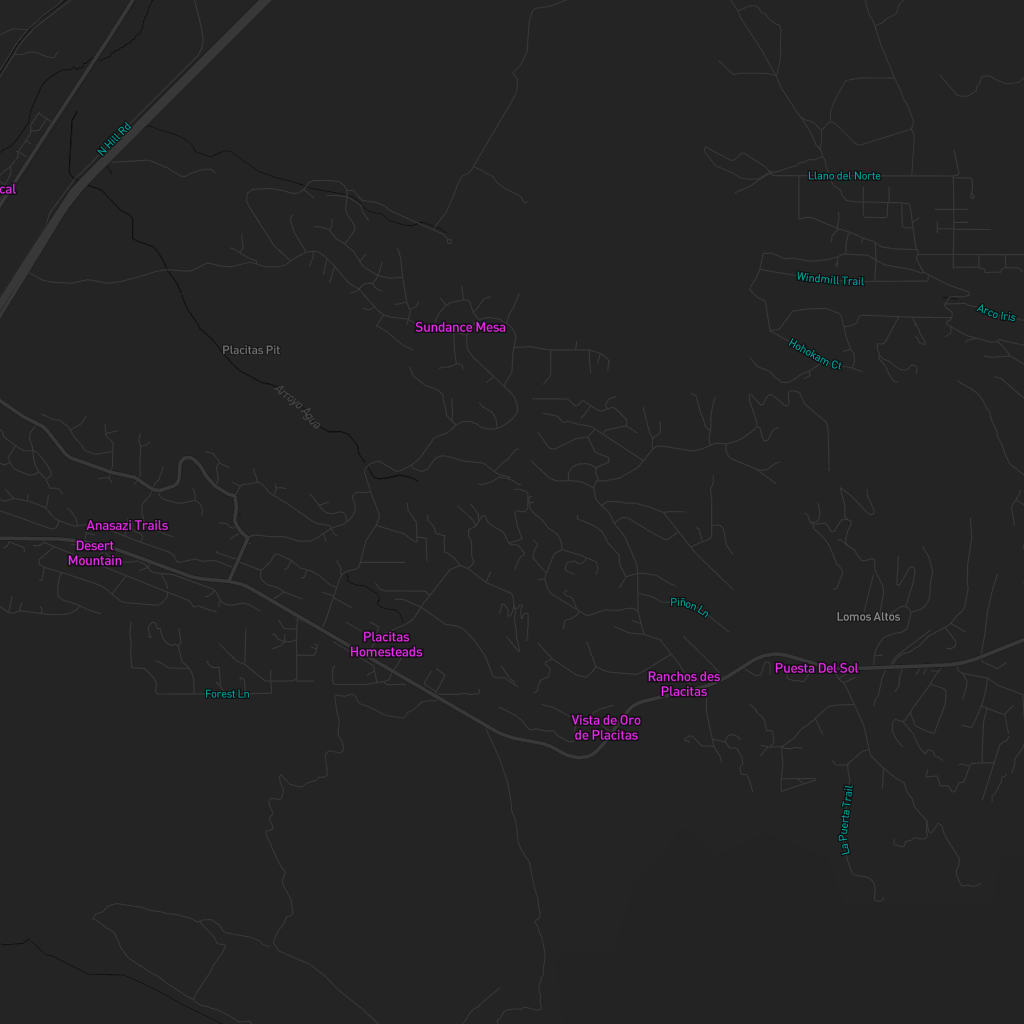 N Hill Rd
Llano del Norte
cal
Windmill Trail
Arco Iris
Sundance Mesa
Placitas Pit
Hohokam Ct
Arroyo Agua
Anasazi Trails
Desert
Mountain
Piñon Ln
Lomos Altos
Placitas
Homesteads
Puesta Del Sol
Ranchos des
Placitas
Forest Ln
Vista de Oro
de Placitas
La Puerta Trail